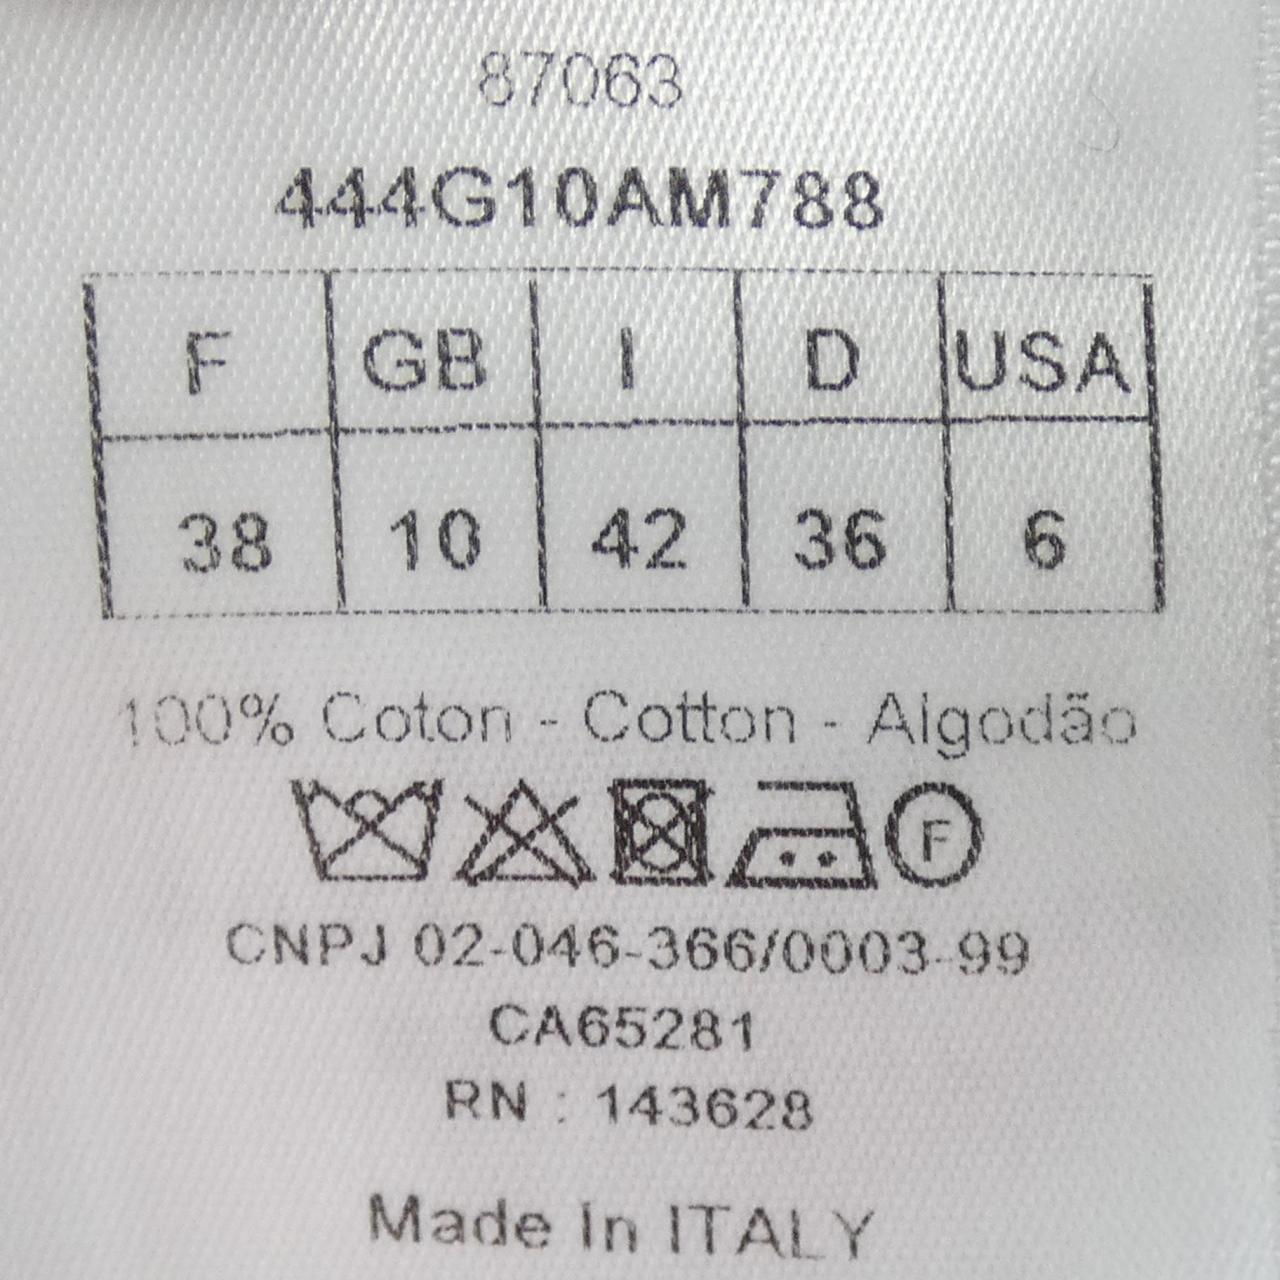 87063
444G10AM788
F GB I D USA
38 10 42 36 6
100% Coton - Cotton - Algodão
F
CNPJ 02-046-366/0003-99
CA65281
RN : 143628
Made In ITALY